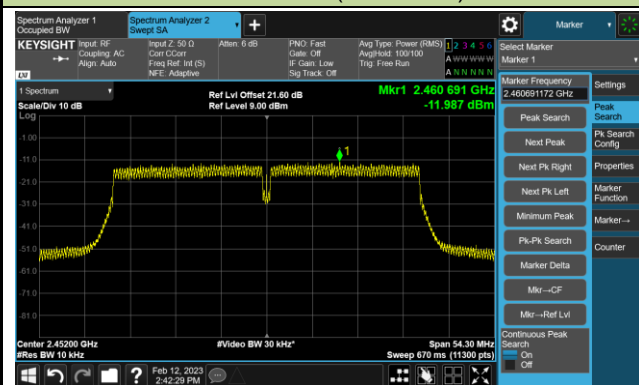 Spectrum Analyzer 1
Occupied BW
Spectrum Analyzer 2
Swept SA
Marker
KEYSIGHT
Input: RF
Coupling: AC
Align: Auto
Input Z: 50 Ω
Corr CCorr
Freq Ref: Int (S)
NFE: Adaptive
Atten: 6 dB
PNO: Fast
Gate: Off
IF Gain: Low
Sig Track: Off
Avg Type: Power (RMS)
Avg|Hold: 100/100
Trig: Free Run
1 2 3 4 5 6
A W W W W W
A N N N N N
LXI
Select Marker
Marker 1
1 Spectrum
Scale/Div 10 dB
Log
Ref Lvl Offset 21.60 dB
Ref Level 9.00 dBm
Mkr1 2.460 691 GHz
-11.987 dBm
Marker Frequency
2.460691172 GHz
Settings
Peak Search
Next Peak
Next Pk Right
Next Pk Left
Minimum Peak
Pk-Pk Search
Marker Delta
Mkr→CF
Mkr→Ref Lvl
Continuous Peak
Search
On
Off
Peak
Search
Pk Search
Config
Properties
Marker
Function
Marker→
Counter
-1.00
-11.0
-21.0
-31.0
-41.0
-51.0
-61.0
-71.0
-81.0
1
Center 2.45200 GHz
#Res BW 10 kHz
#Video BW 30 kHz*
Span 54.30 MHz
Sweep 670 ms (11300 pts)
Feb 12, 2023
2:42:29 PM